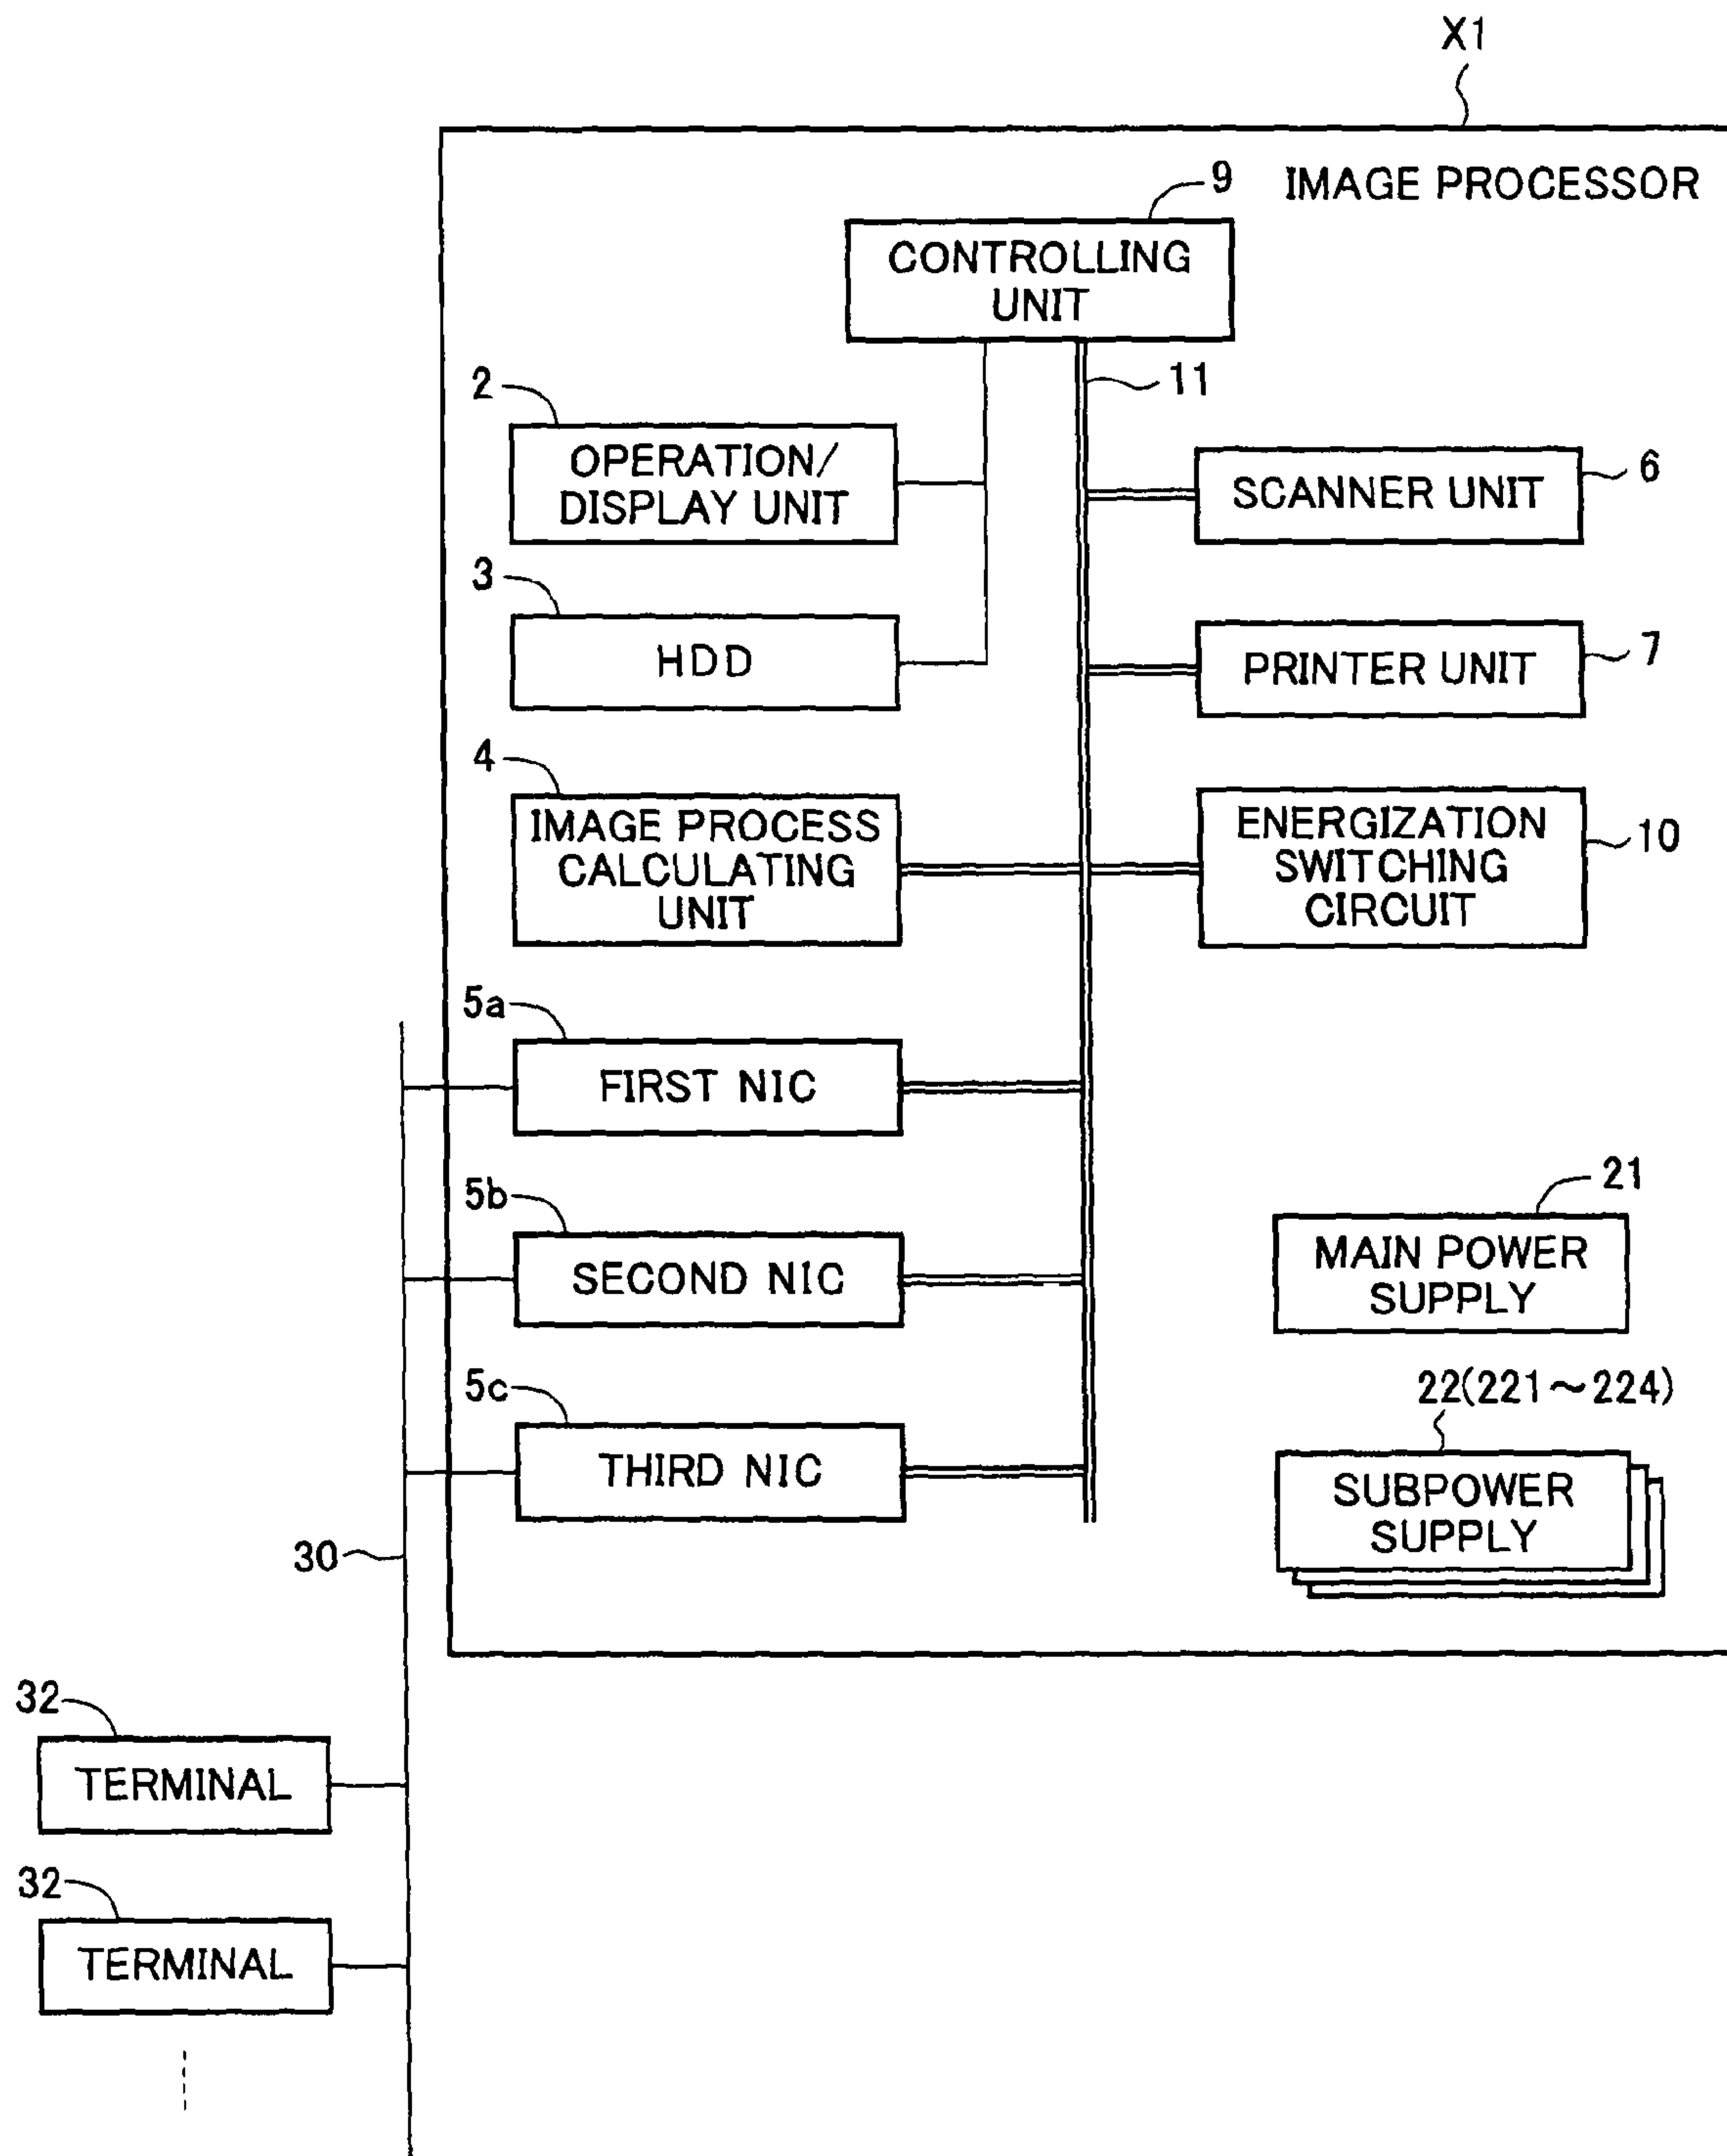 X1
IMAGE PROCESSOR
9
CONTROLLING
UNIT
11
2
OPERATION/
DISPLAY UNIT
6
SCANNER UNIT
3
HDD
7
PRINTER UNIT
4
IMAGE PROCESS
CALCULATING
UNIT
10
ENERGIZATION
SWITCHING
CIRCUIT
5a
FIRST NIC
5b
SECOND NIC
21
MAIN POWER
SUPPLY
5c
THIRD NIC
22(221～224)
SUBPOWER
SUPPLY
30
32
TERMINAL
32
TERMINAL